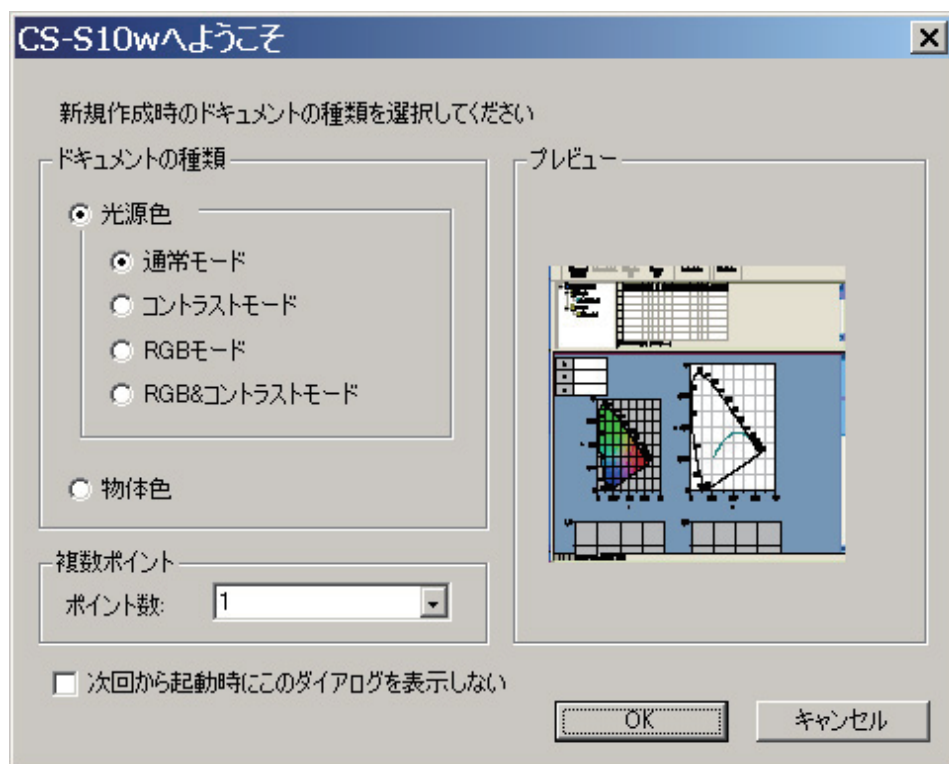 CS-S10wへようこそ
新規作成時のドキュメントの種類を選択してください
ドキュメントの種類
光源色
通常モード
コントラストモード
RGBモード
RGB&コントラストモード
物体色
複数ポイント
ポイント数:
1
プレビュー
次回から起動時にこのダイアログを表示しない
OK
キャンセル